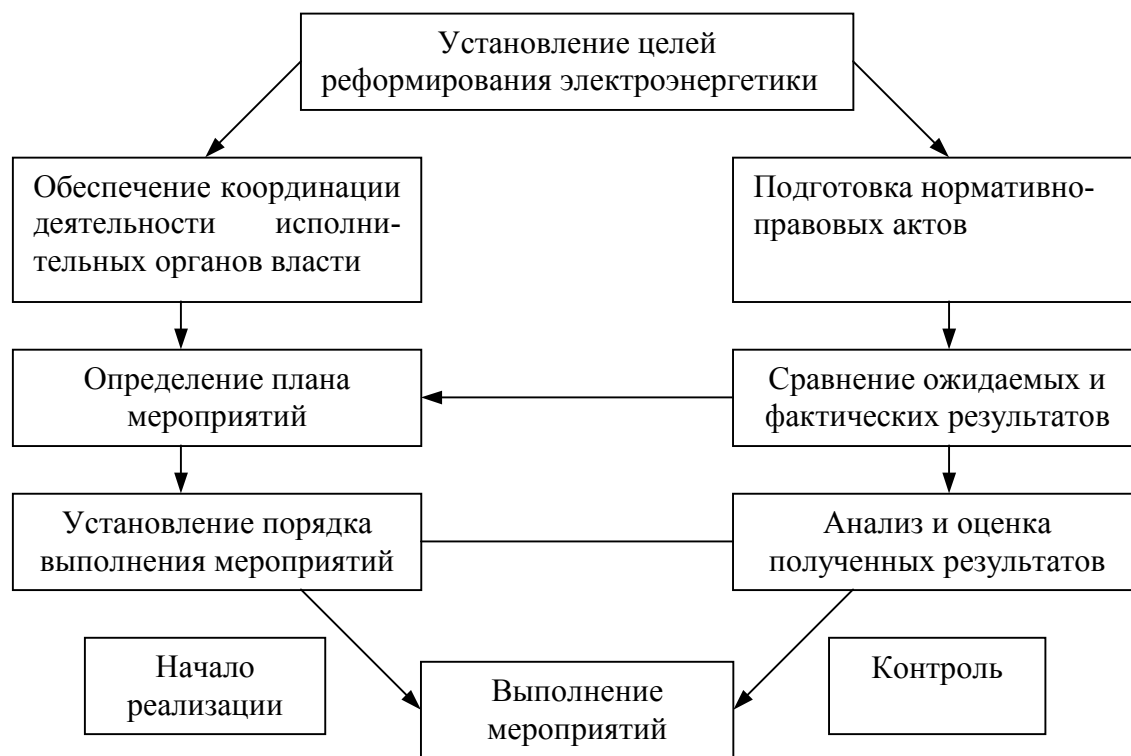 Установление целей
реформирования электроэнергетики
Обеспечение координации
деятельности исполни-
тельных органов власти
Подготовка нормативно-
правовых актов
Определение плана
мероприятий
Сравнение ожидаемых и
фактических результатов
Установление порядка
выполнения мероприятий
Анализ и оценка
полученных результатов
Начало
реализации
Выполнение
мероприятий
Контроль